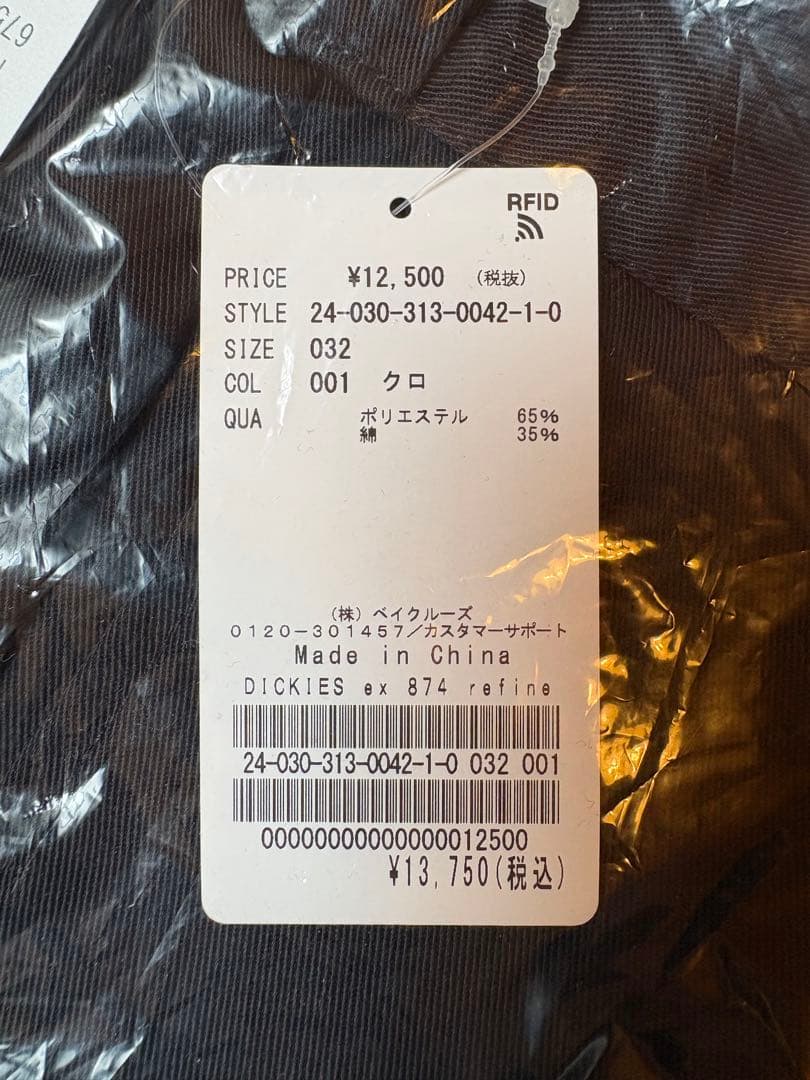 RFID
PRICE ¥12,500 (税抜)
STYLE 24-030-313-0042-1-0
SIZE 032
COL 001 クロ
QUA ポリエステル 65%
綿 35%
(株) ベイクルーズ
0120-301457/カスタマーサポート
Made in China
DICKIES ex 874 refine
24-030-313-0042-1-0 032 001
00000000000000012500
¥13,750(税込)